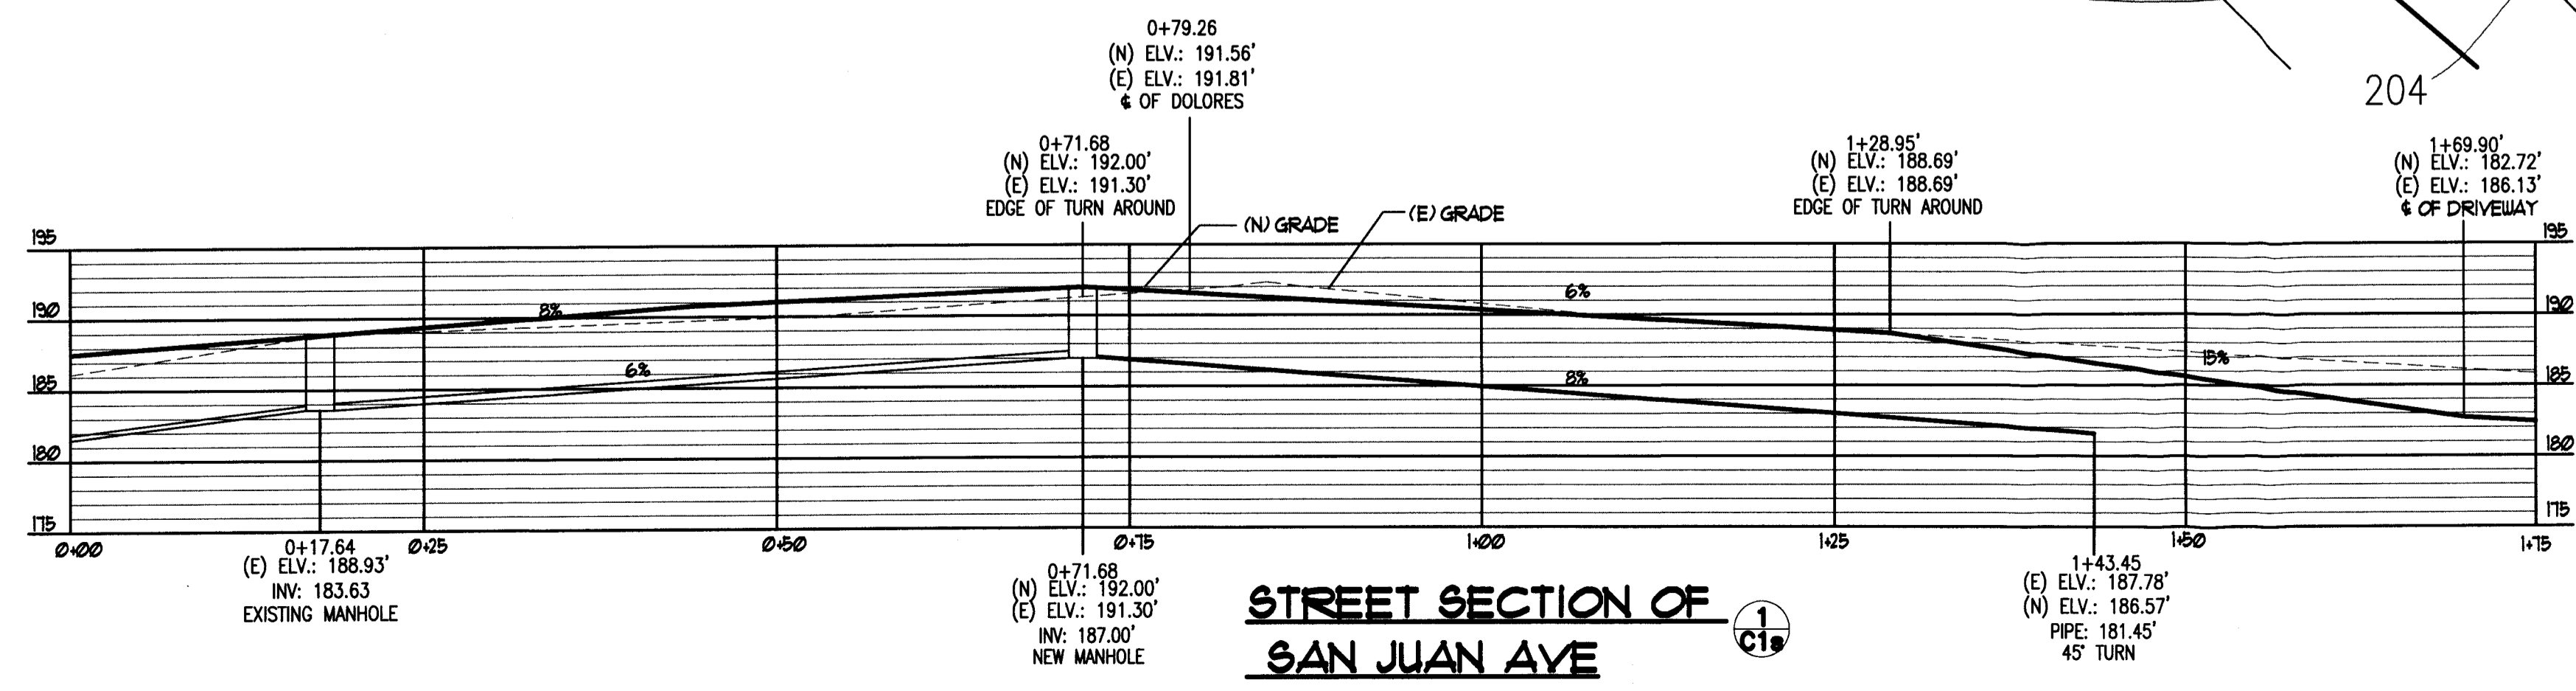 204
0+79.26
(N) ELV.: 191.56'
(E) ELV.: 191.81'
℄ OF DOLORES
0+71.68
(N) ELV.: 192.00'
(E) ELV.: 191.30'
EDGE OF TURN AROUND
1+28.95'
(N) ELV.: 188.69'
(E) ELV.: 188.69'
EDGE OF TURN AROUND
1+69.90'
(N) ELV.: 182.72'
(E) ELV.: 186.13'
℄ OF DRIVEWAY
(N) GRADE
(E) GRADE
195
195
190
8%
6%
190
185
6%
8%
15%
185
180
180
175
175
0+00
0+25
0+50
0+75
1+00
1+25
1+50
1+75
0+17.64
(E) ELV.: 188.93'
INV: 183.63
EXISTING MANHOLE
0+71.68
(N) ELV.: 192.00'
(E) ELV.: 191.30'
INV: 187.00'
NEW MANHOLE
1+43.45
(E) ELV.: 187.78'
(N) ELV.: 186.57'
PIPE: 181.45'
45° TURN
STREET SECTION OF
SAN JUAN AVE
1
C1s